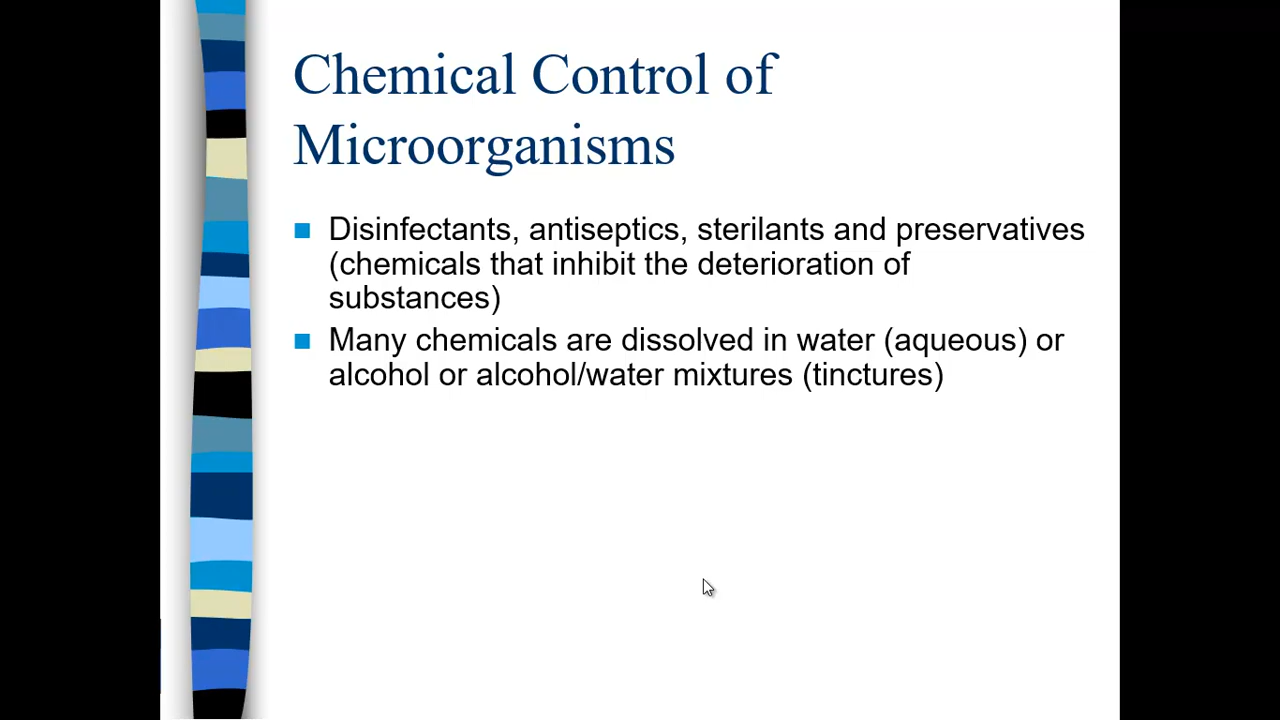 Chemical Control of
Microorganisms
Disinfectants, antiseptics, sterilants and preservatives
(chemicals that inhibit the deterioration of
substances)
Many chemicals are dissolved in water (aqueous) or
alcohol or alcohol/water mixtures (tinctures)